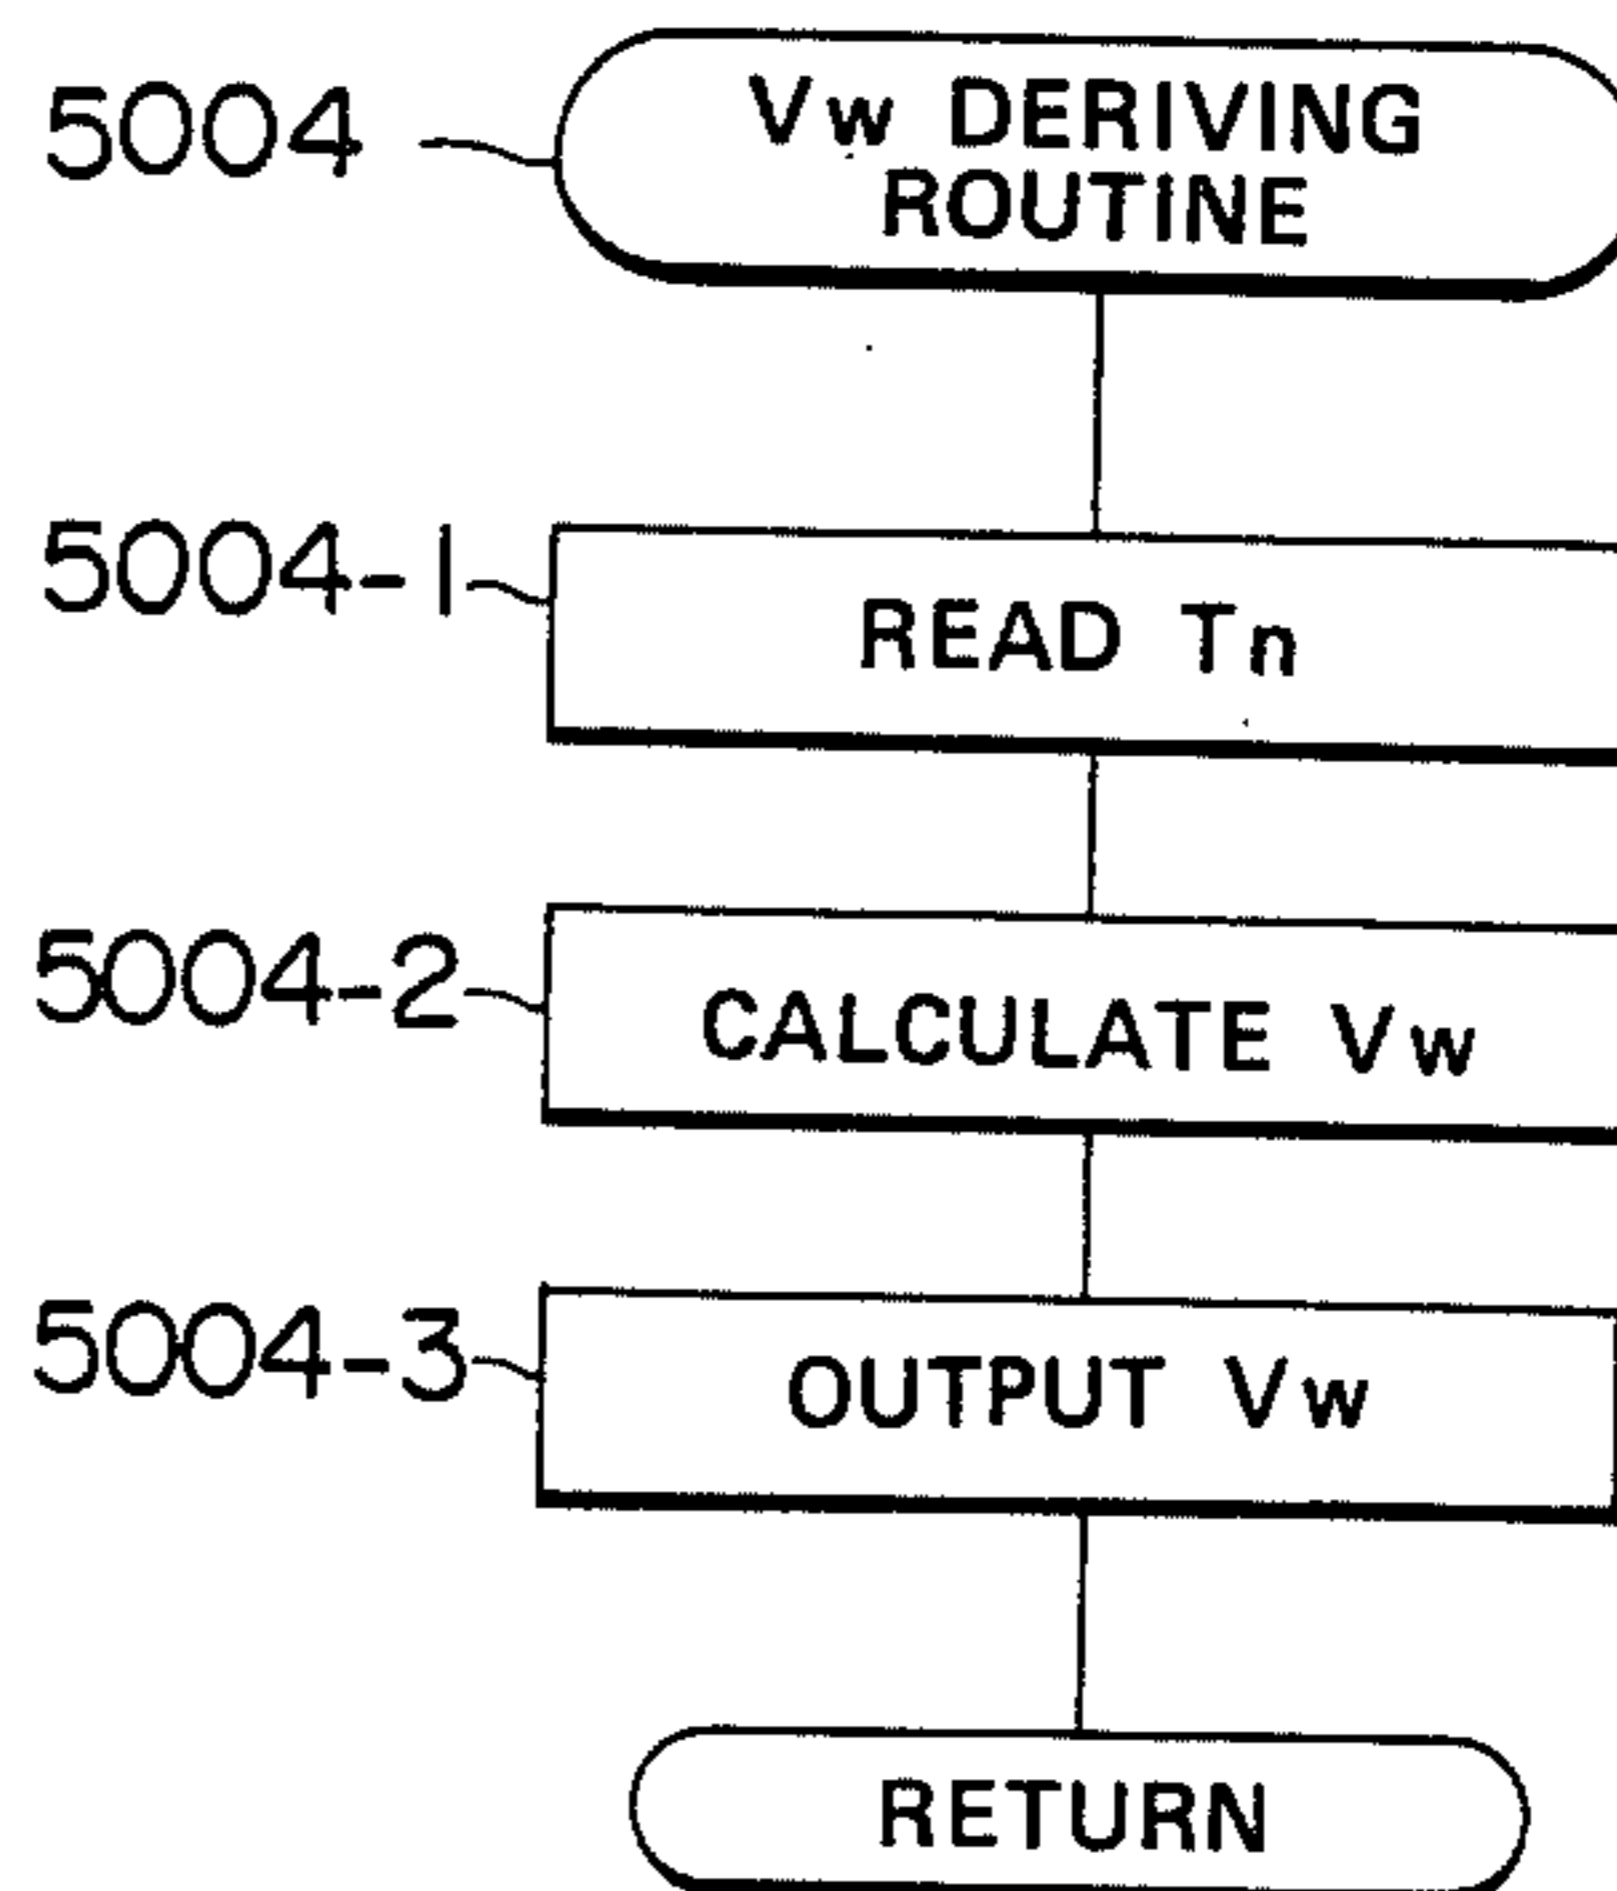 5004
Vw DERIVING
ROUTINE
5004-1
READ Tn
5004-2
CALCULATE Vw
5004-3
OUTPUT Vw
RETURN